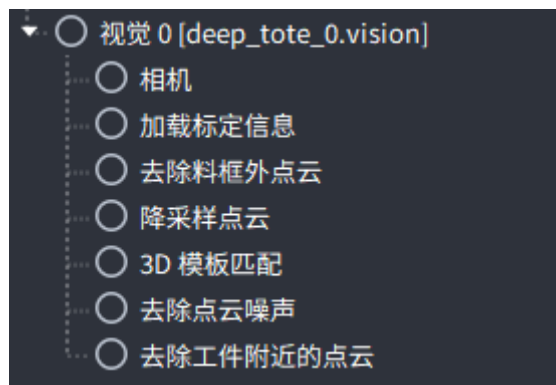 视觉 0 [deep_tote_0.vision]
相机
加载标定信息
去除料框外点云
降采样点云
3D 模板匹配
去除点云噪声
去除工件附近的点云